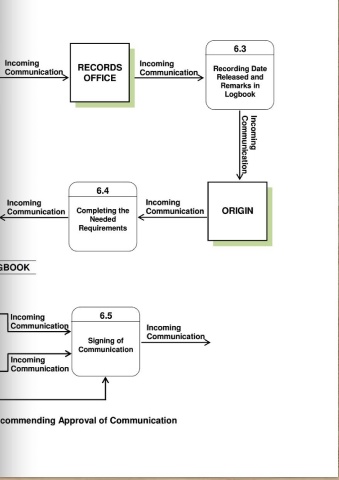 Incoming
Communication
RECORDS
OFFICE
Incoming
Communication
6.3
Recording Date
Released and
Remarks in
Logbook
Incoming
Communication
Incoming
Communication
6.4
Completing the
Needed
Requirements
Incoming
Communication
ORIGIN
GBOOK
Incoming
Communication
Incoming
Communication
6.5
Signing of
Communication
Incoming
Communication
commending Approval of Communication